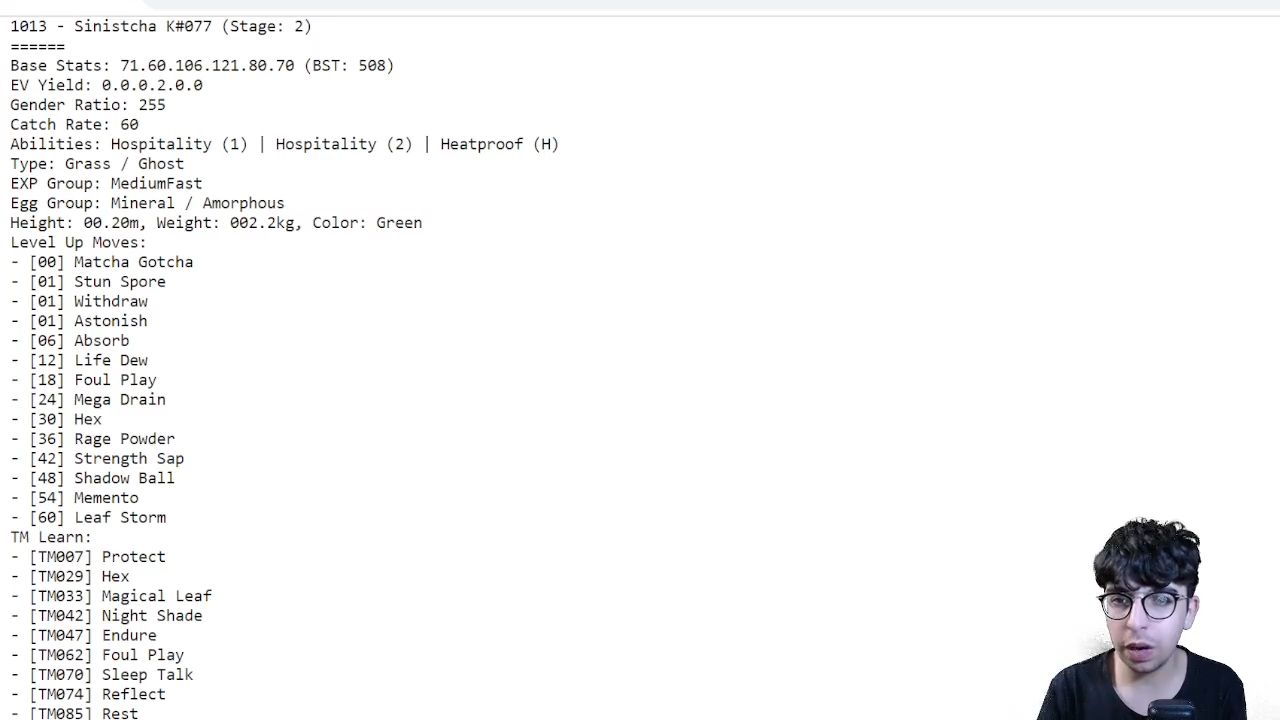 1013 - Sinistcha K#077 (Stage: 2)
======
Base Stats: 71.60.106.121.80.70 (BST: 508)
EV Yield: 0.0.0.2.0.0
Gender Ratio: 255
Catch Rate: 60
Abilities: Hospitality (1) | Hospitality (2) | Heatproof (H)
Type: Grass / Ghost
EXP Group: MediumFast
Egg Group: Mineral / Amorphous
Height: 00.20m, Weight: 002.2kg, Color: Green
Level Up Moves:
- [00] Matcha Gotcha
- [01] Stun Spore
- [01] Withdraw
- [01] Astonish
- [06] Absorb
- [12] Life Dew
- [18] Foul Play
- [24] Mega Drain
- [30] Hex
- [36] Rage Powder
- [42] Strength Sap
- [48] Shadow Ball
- [54] Memento
- [60] Leaf Storm
TM Learn:
- [TM007] Protect
- [TM029] Hex
- [TM033] Magical Leaf
- [TM042] Night Shade
- [TM047] Endure
- [TM062] Foul Play
- [TM070] Sleep Talk
- [TM074] Reflect
- [TM085] Rest